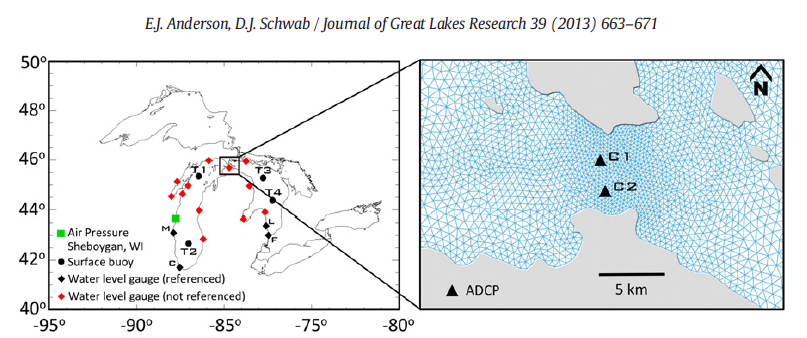 E.J. Anderson, D.J. Schwab / Journal of Great Lakes Research 39 (2013) 663–671
50°
48°
46°
44°
42°
40°
-95°
-90°
-85°
-80°
-75°
-80°
T1
T3
T4
T2
M
C
L
F
Air Pressure
Sheboygan, WI
Surface buoy
Water level gauge (referenced)
Water level gauge (not referenced)
N
C1
C2
5 km
ADCP